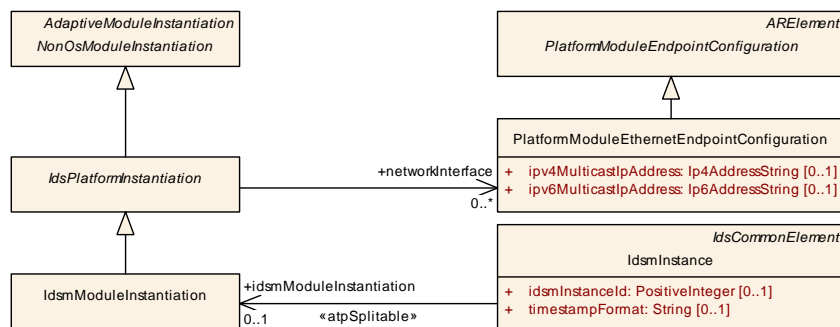 AdaptiveModuleInstantiation
NonOsModuleInstantiation
ARElement
PlatformModuleEndpointConfiguration
PlatformModuleEthernetEndpointConfiguration
+ ipv4MulticastIpAddress: Ip4AddressString [0..1]
+ ipv6MulticastIpAddress: Ip6AddressString [0..1]
IdsPlatformInstantiation
+networkInterface
0..*
IdsCommonElement
IdsmInstance
+ idsmInstanceId: PositiveInteger [0..1]
+ timestampFormat: String [0..1]
IdsmModuleInstantiation
+idsmModuleInstantiation
0..1
«atpSplitable»